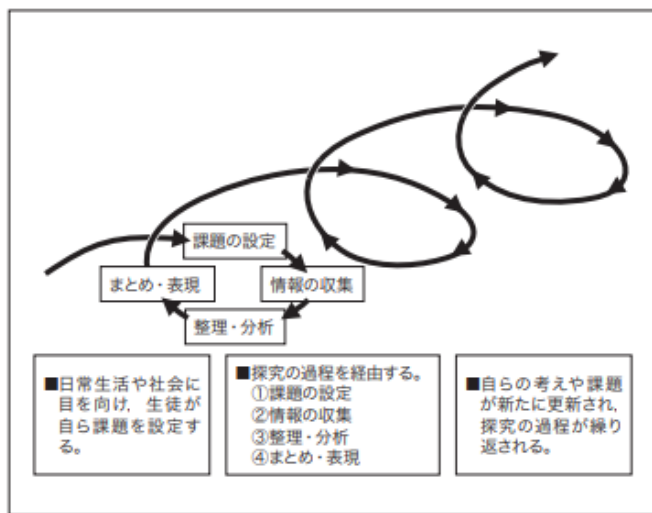 課題の設定
まとめ・表現
情報の収集
整理・分析
■日常生活や社会に
目を向け，生徒が
自ら課題を設定す
る。
■探究の過程を経由する。
①課題の設定
②情報の収集
③整理・分析
④まとめ・表現
■自らの考えや課題
が新たに更新され，
探究の過程が繰り
返される。